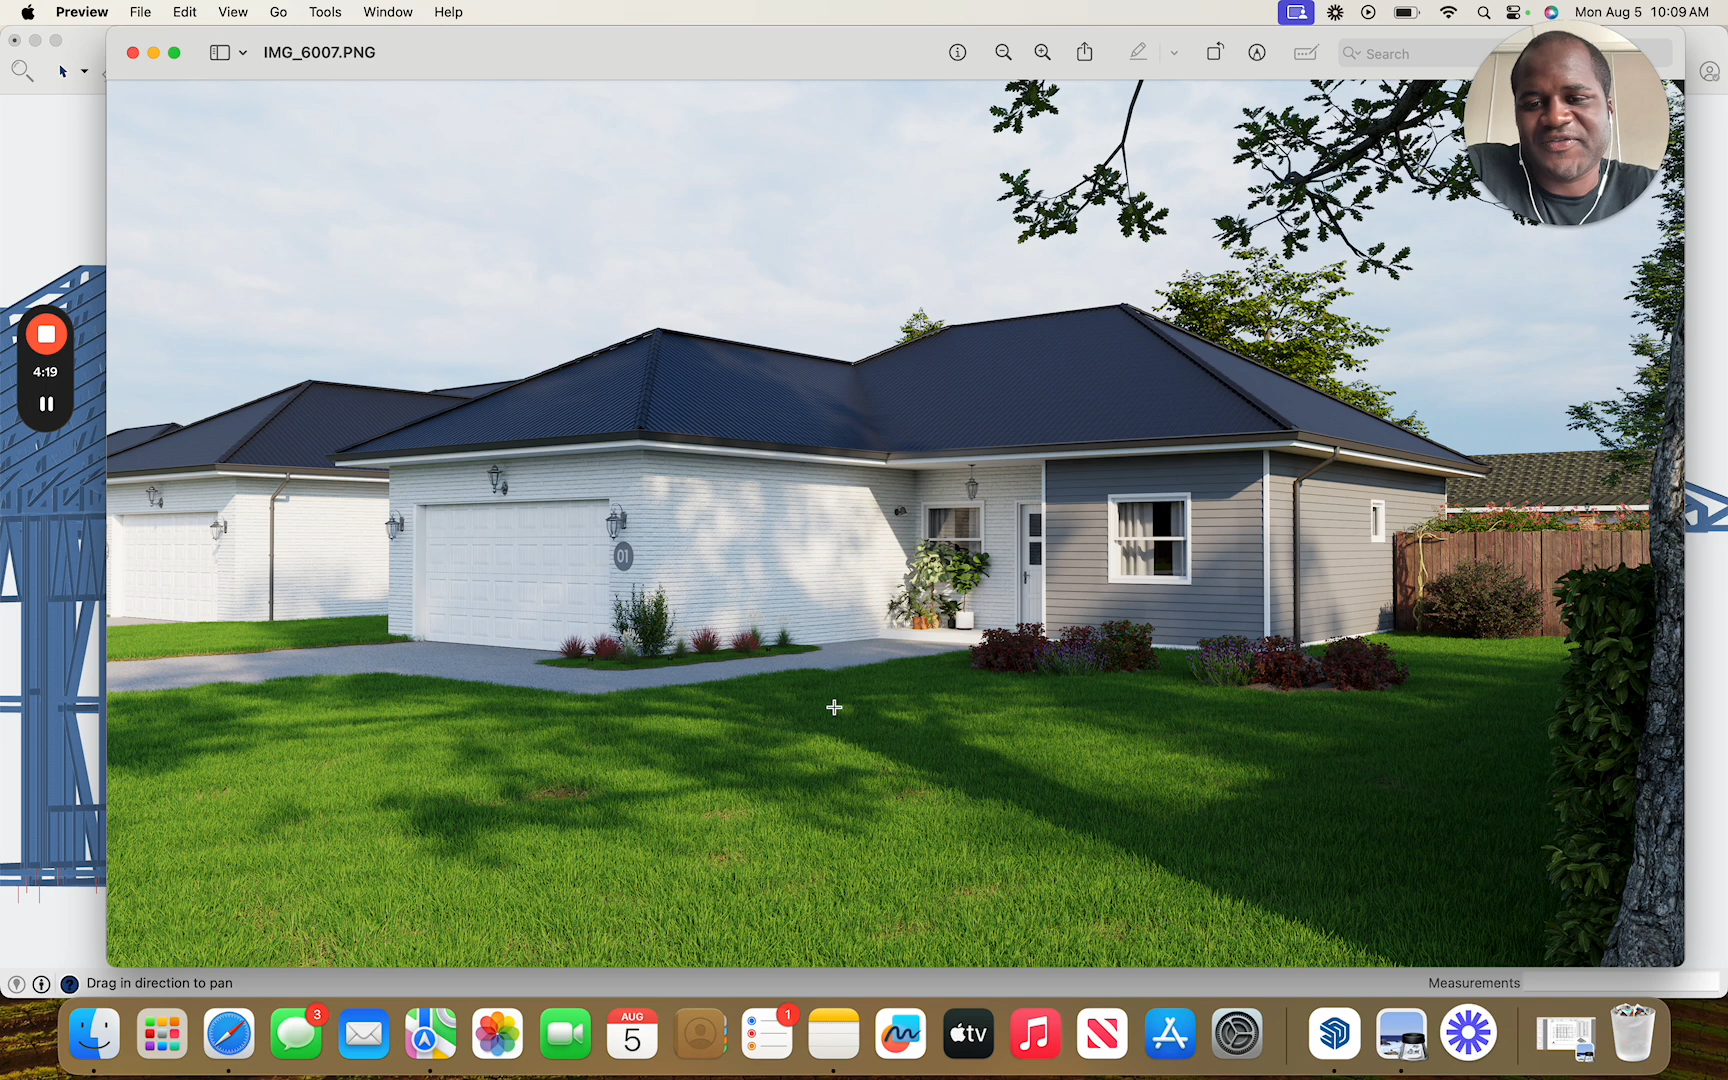 Preview File Edit View Go Tools Window Help
Mon Aug 5 10:09 AM
IMG_6007.PNG
Search
4:19
01
Drag in direction to pan
Measurements
3
AUG
5
1
tv